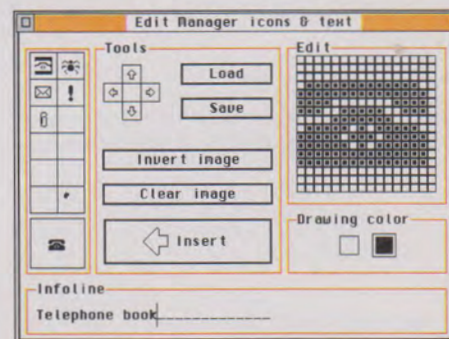 Edit Manager icons & text
Tools
Edit
Load
Save
Invert image
Clear image
Insert
Drawing color
Infoline
Telephone book